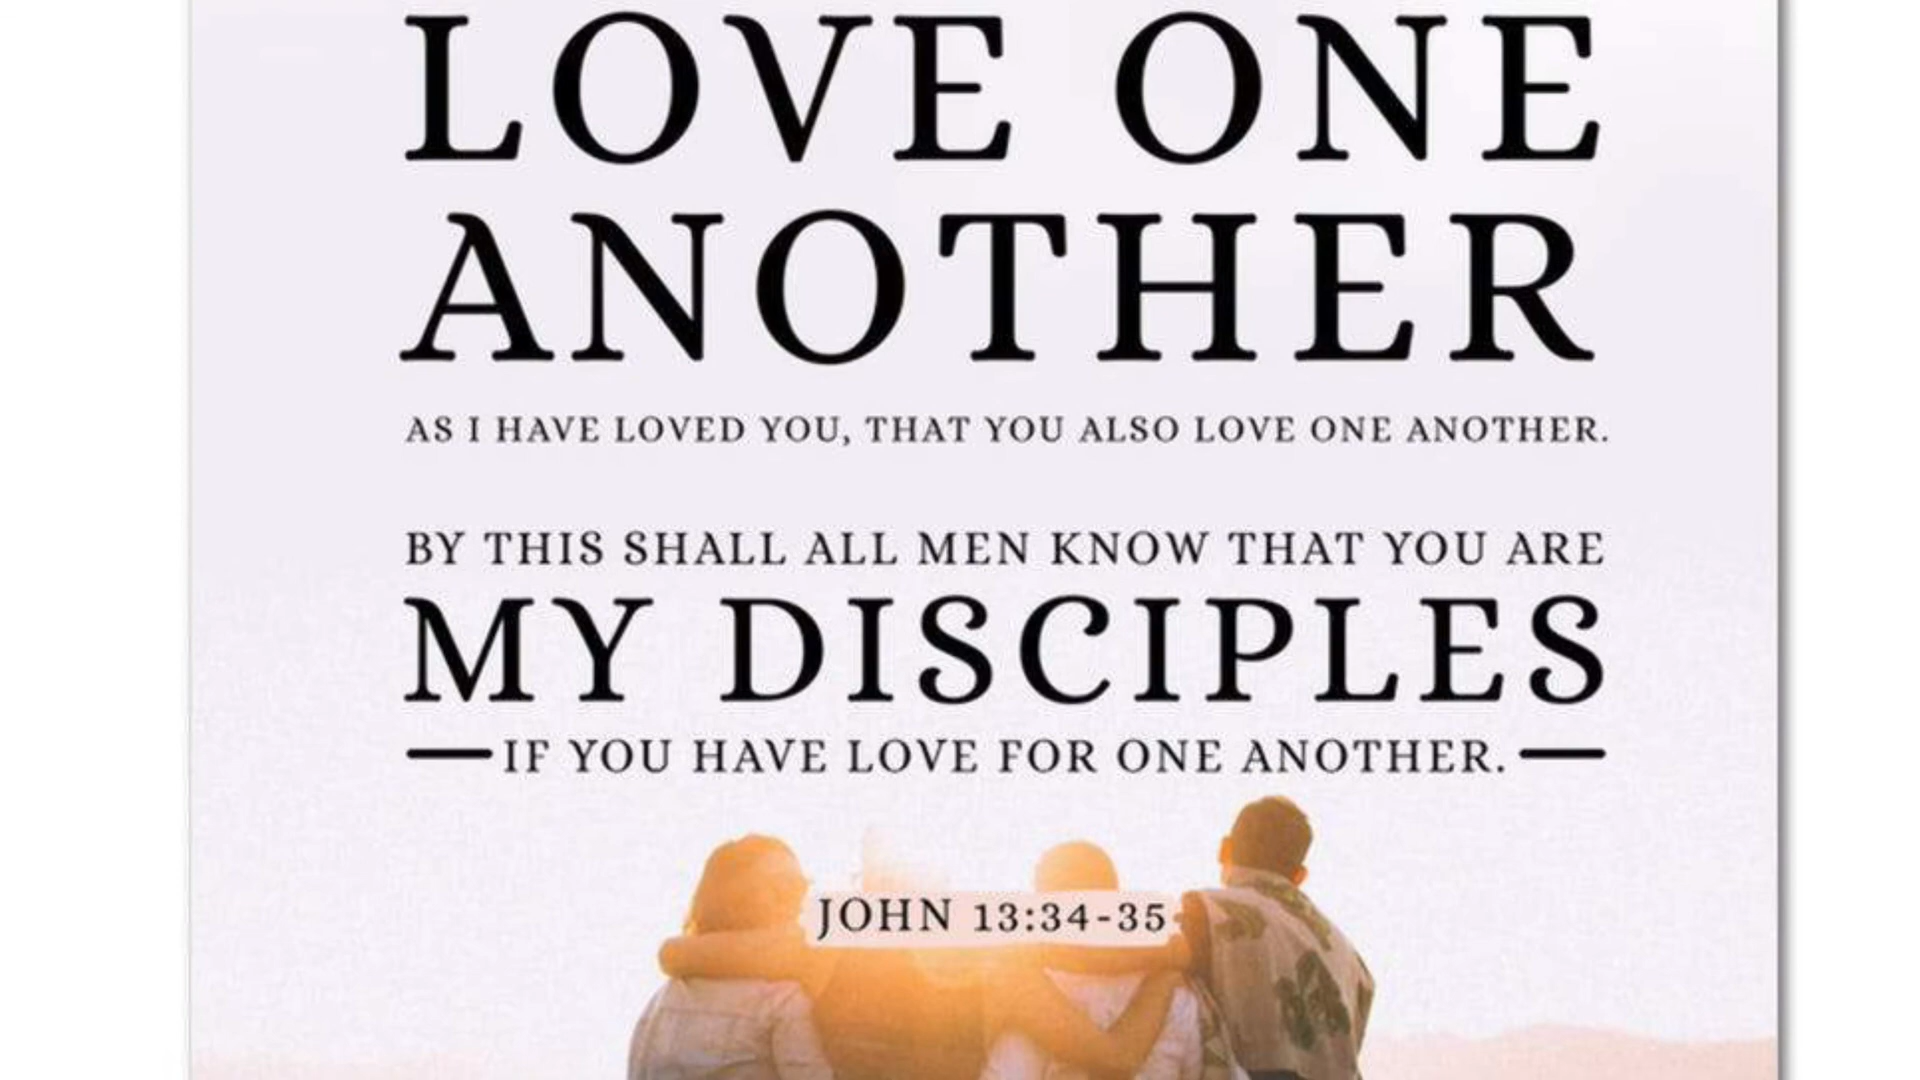 LOVE ONE
ANOTHER
AS I HAVE LOVED YOU, THAT YOU ALSO LOVE ONE ANOTHER.
BY THIS SHALL ALL MEN KNOW THAT YOU ARE
MY DISCIPLES
IF YOU HAVE LOVE FOR ONE ANOTHER.
JOHN 13:34-35